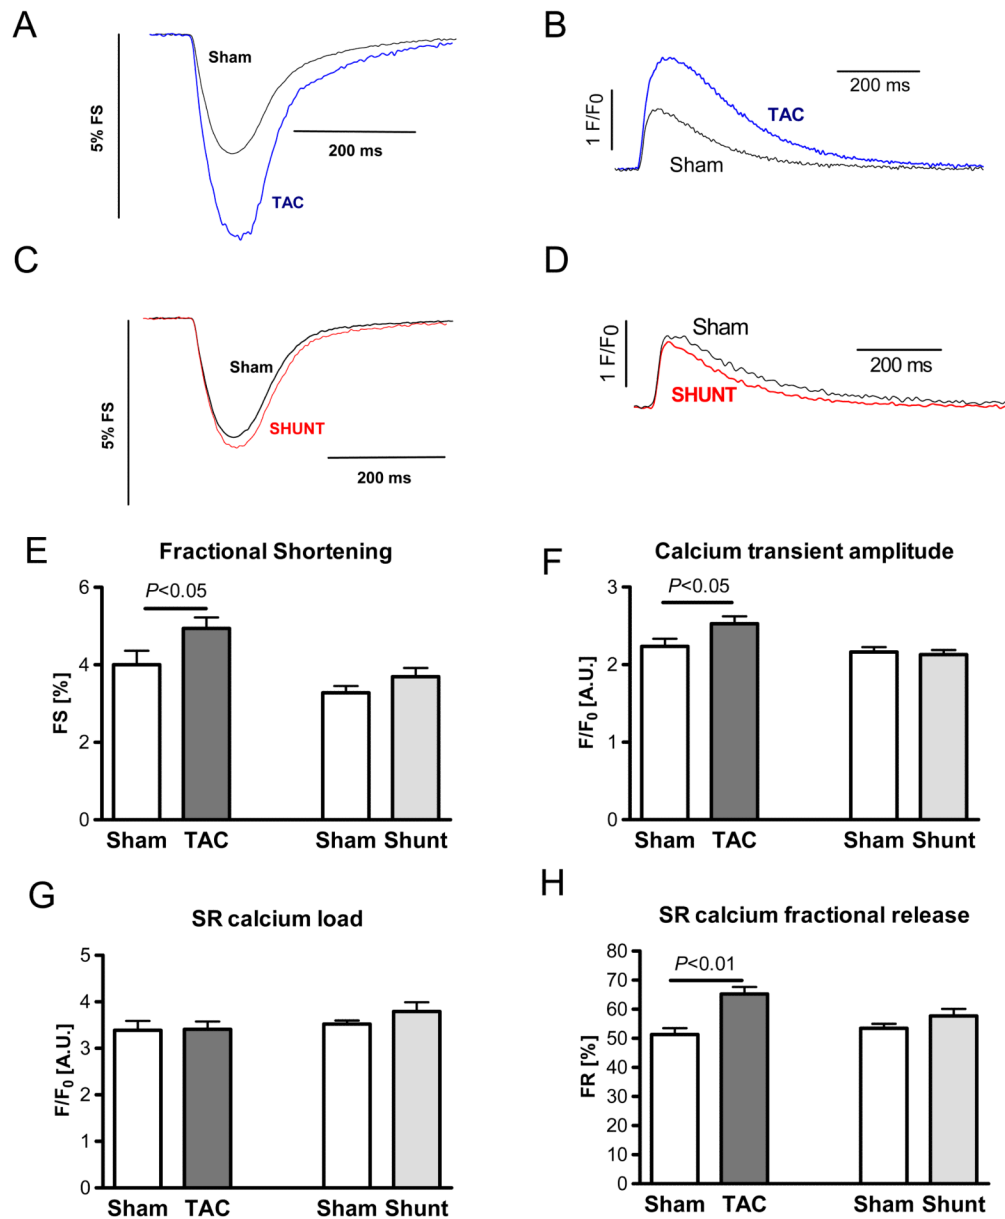 A
Sham
5% FS
200 ms
TAC
B
200 ms
1 F/F0
TAC
Sham
C
Sham
5% FS
SHUNT
200 ms
D
Sham
1 F/F0
200 ms
SHUNT
E
Fractional Shortening
P<0.05
FS [%]
6
4
2
0
Sham TAC Sham Shunt
F
Calcium transient amplitude
P<0.05
F/F0 [A.U.]
3
2
1
0
Sham TAC Sham Shunt
G
SR calcium load
F/F0 [A.U.]
5
4
3
2
1
0
Sham TAC Sham Shunt
H
SR calcium fractional release
P<0.01
FR [%]
80
70
60
50
40
30
20
10
0
Sham TAC Sham Shunt